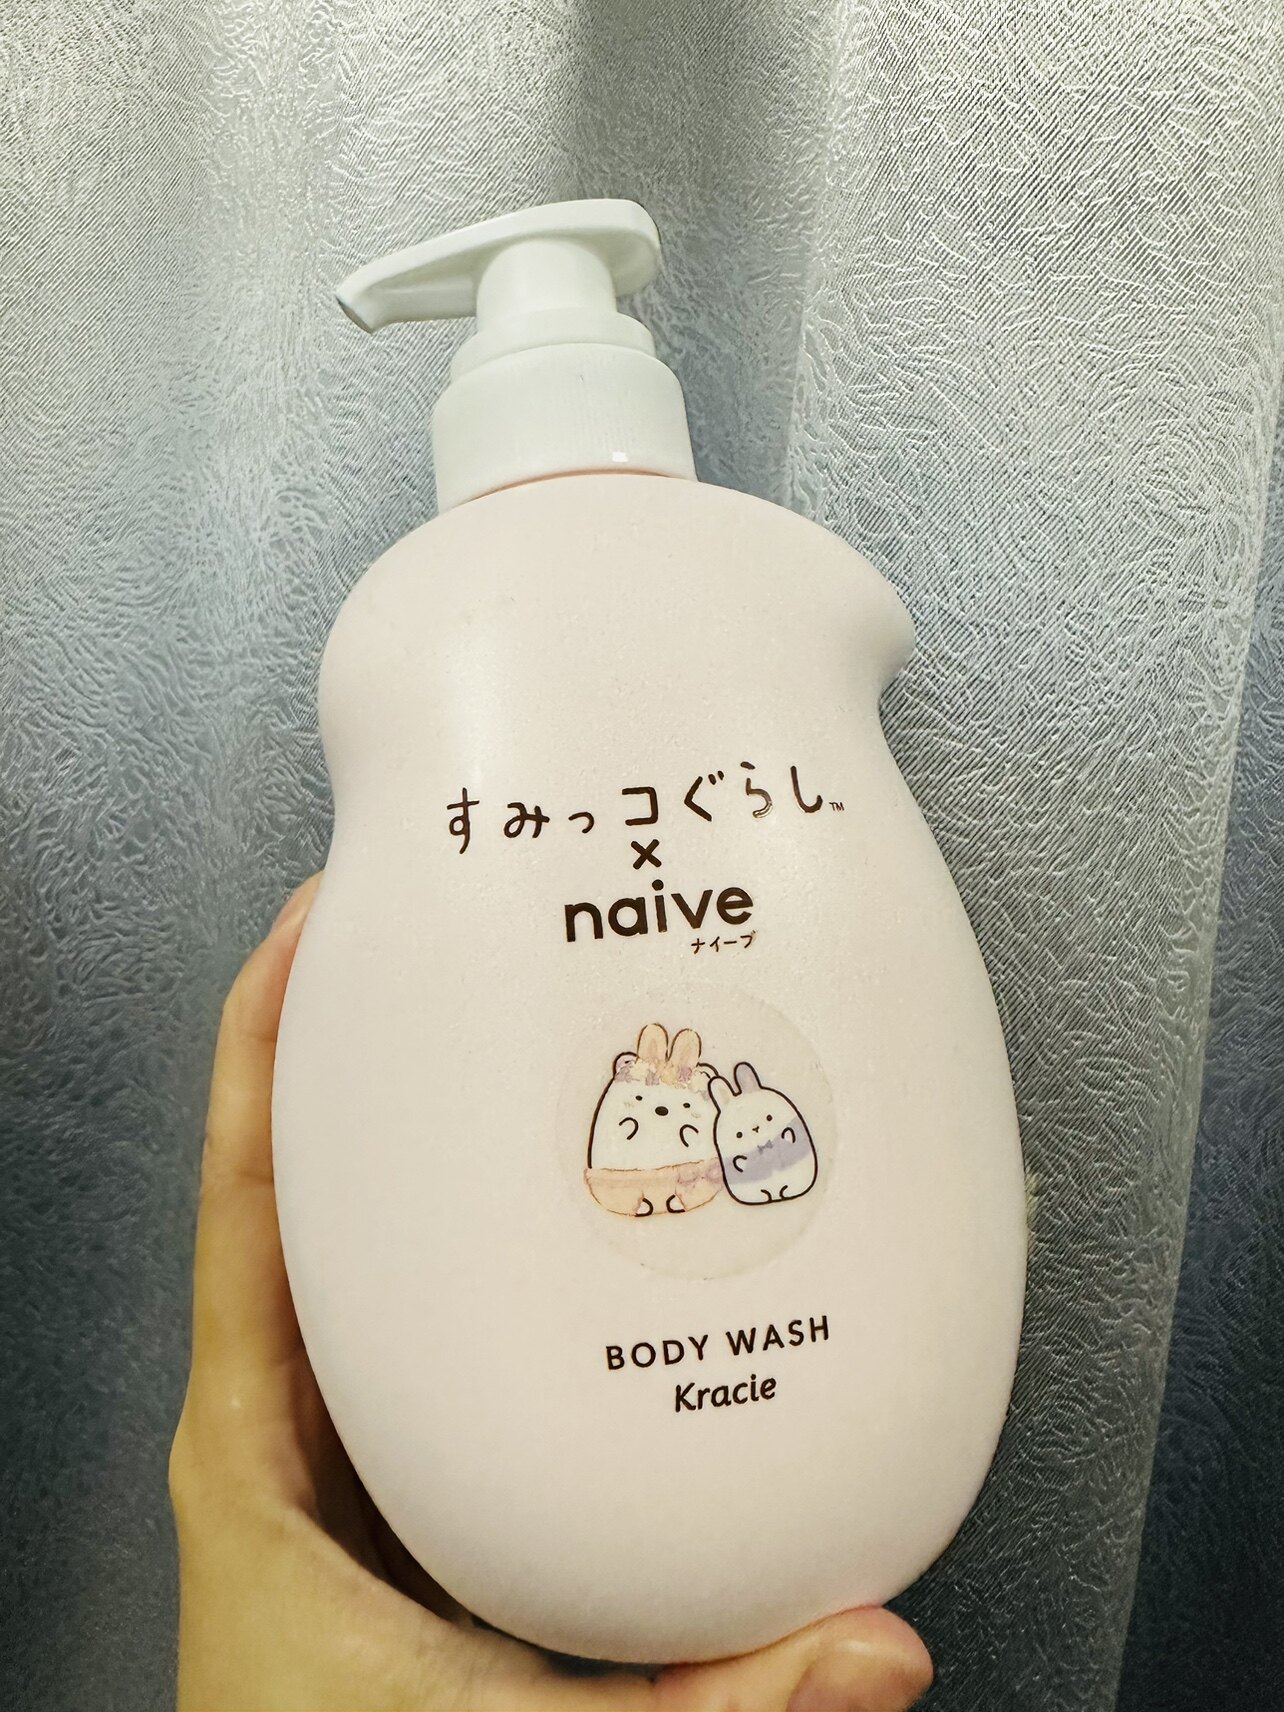 すみっコぐらし™
×
naive
ナイーブ
BODY WASH
Kracie